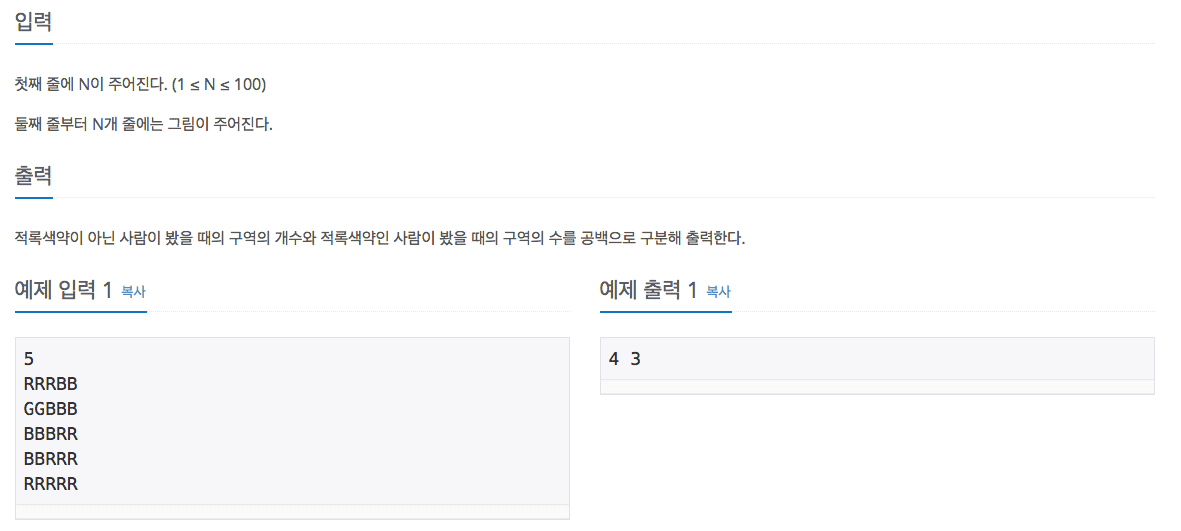 입력
첫째 줄에 N이 주어진다. (1 ≤ N ≤ 100)
둘째 줄부터 N개 줄에는 그림이 주어진다.
출력
적록색약이 아닌 사람이 봤을 때의 구역의 개수와 적록색약인 사람이 봤을 때의 구역의 수를 공백으로 구분해 출력한다.
예제 입력 1 복사
5
RRRBB
GGBBB
BBBRR
BBRRR
RRRRR
예제 출력 1 복사
4 3